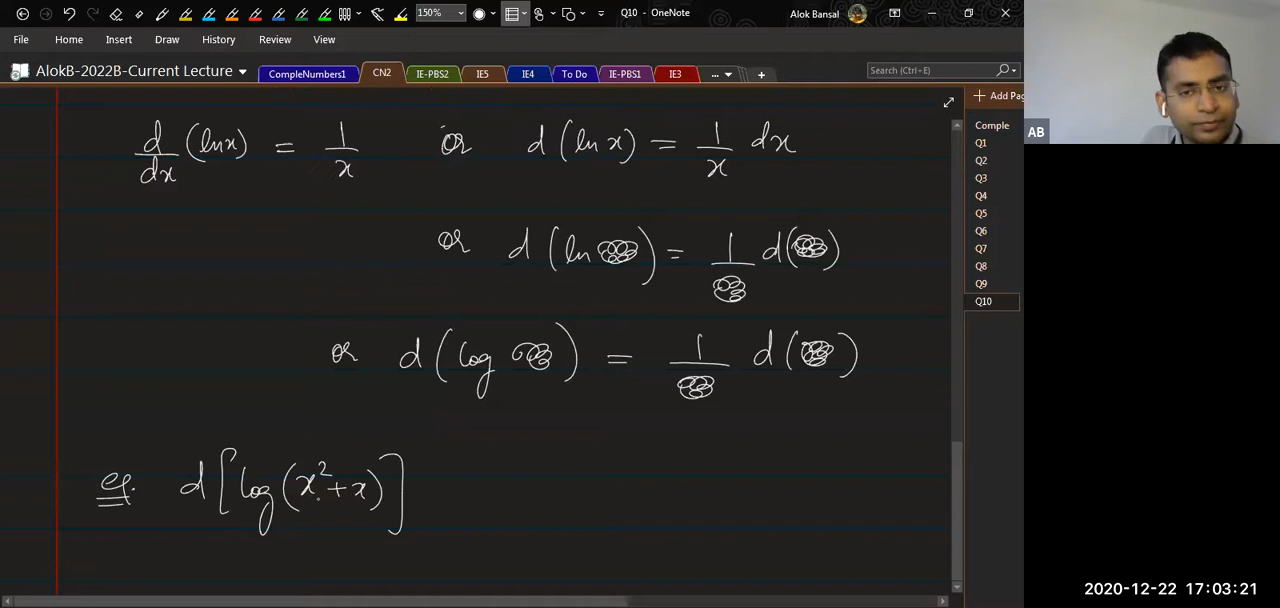 150%
Q10 - OneNote
Alok Bansal
File Home Insert Draw History Review View
AlokB-2022B-Current Lecture
CompleNumbers1 CN2 IE-PBS2 IE5 IE4 To Do IE-PBS1 IE3 ...
Search (Ctrl+E)
Add Pag
Comple
Q1
Q2
Q3
Q4
Q5
Q6
Q7
Q8
Q9
Q10
AB
d/dx (ln x) = 1/x or d (ln x) = 1/x dx
or d (ln ) = 1/ d( )
or d (log ) = 1/ d( )
eg. d[log(x²+x)]
2020-12-22 17:03:21